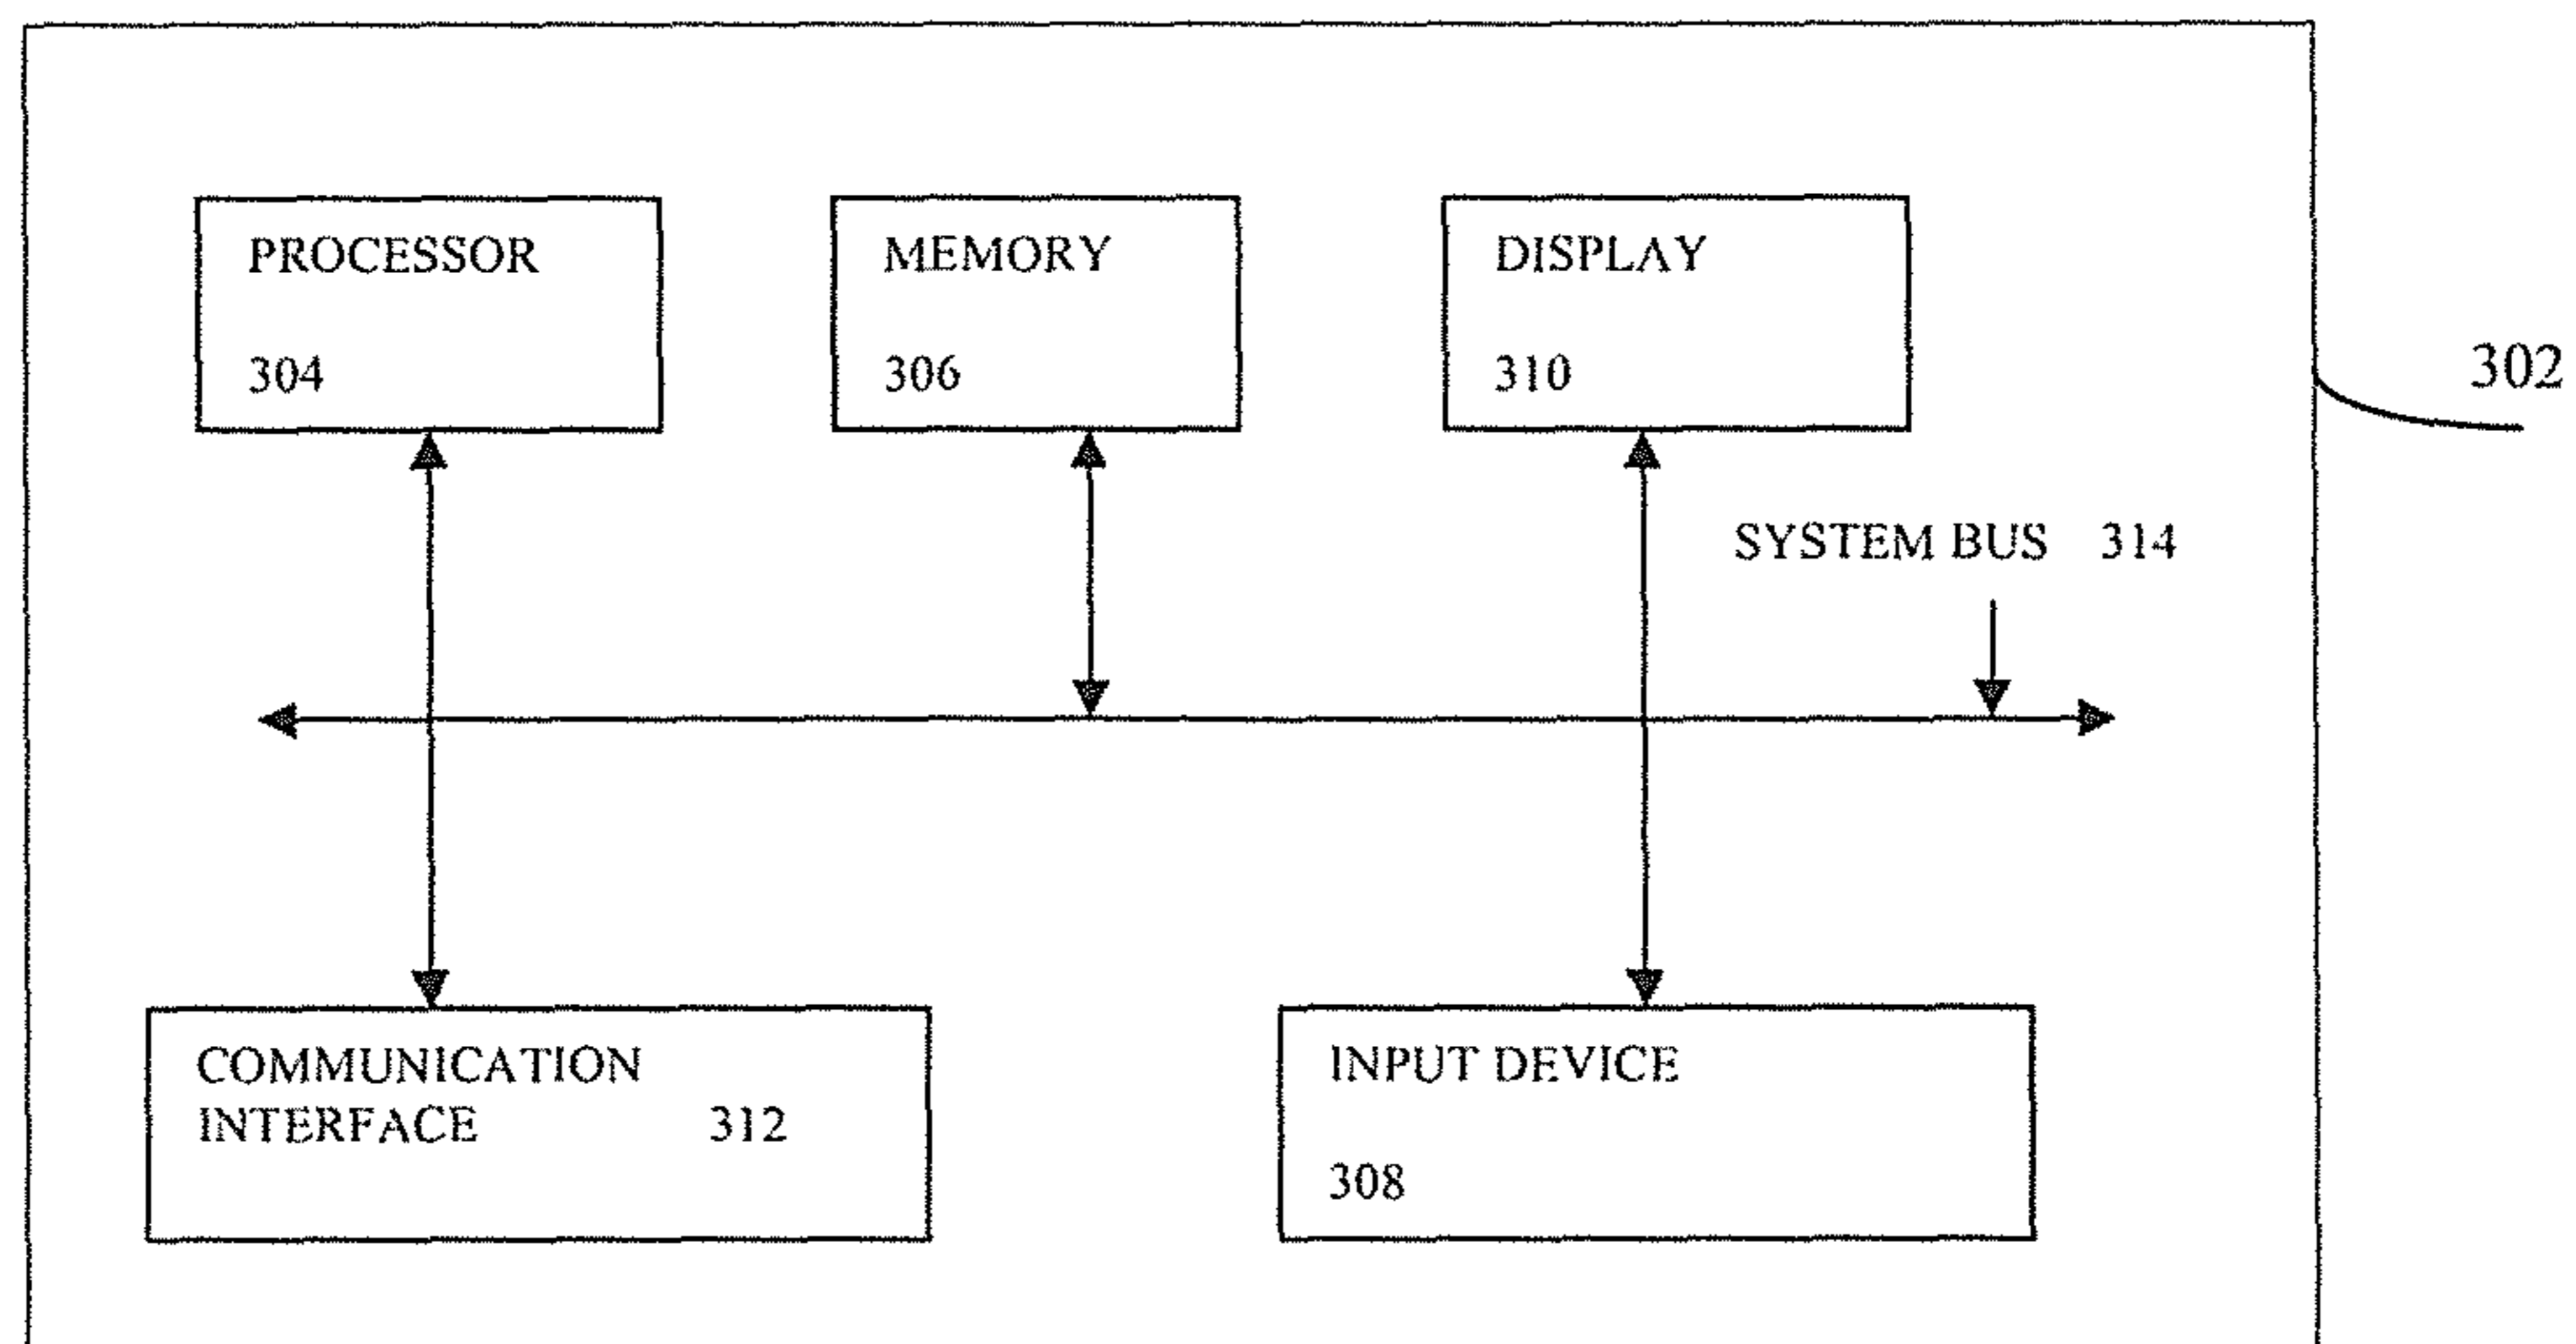 PROCESSOR
304
MEMORY
306
DISPLAY
310
302
SYSTEM BUS 314
COMMUNICATION
INTERFACE 312
INPUT DEVICE
308